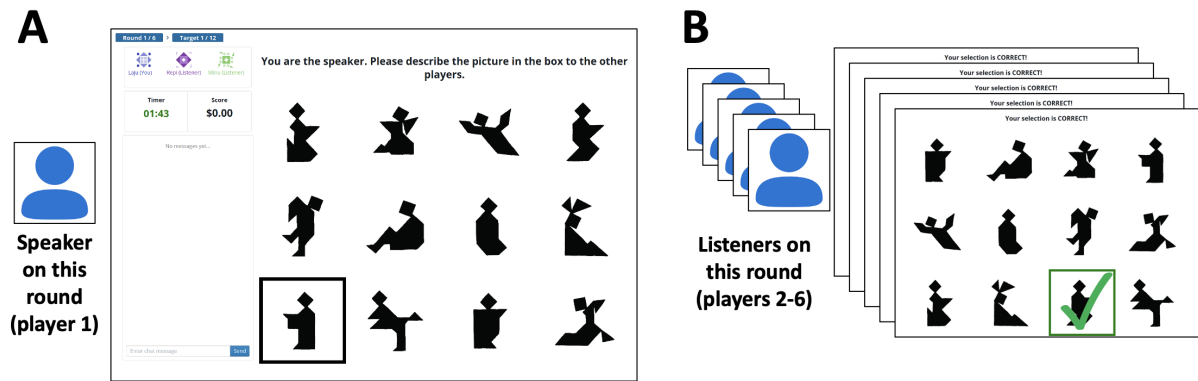 A
Round 1 / 6 > Target 1 / 12
Laju (You) Repi (Listener) Minu (Listener)
You are the speaker. Please describe the picture in the box to the other
players.
Timer Score
01:43 $0.00
No messages yet...
Enter chat message Send
Speaker
on this
round
(player 1)
B
Your selection is CORRECT!
Your selection is CORRECT!
Your selection is CORRECT!
Your selection is CORRECT!
Your selection is CORRECT!
Listeners on
this round
(players 2-6)